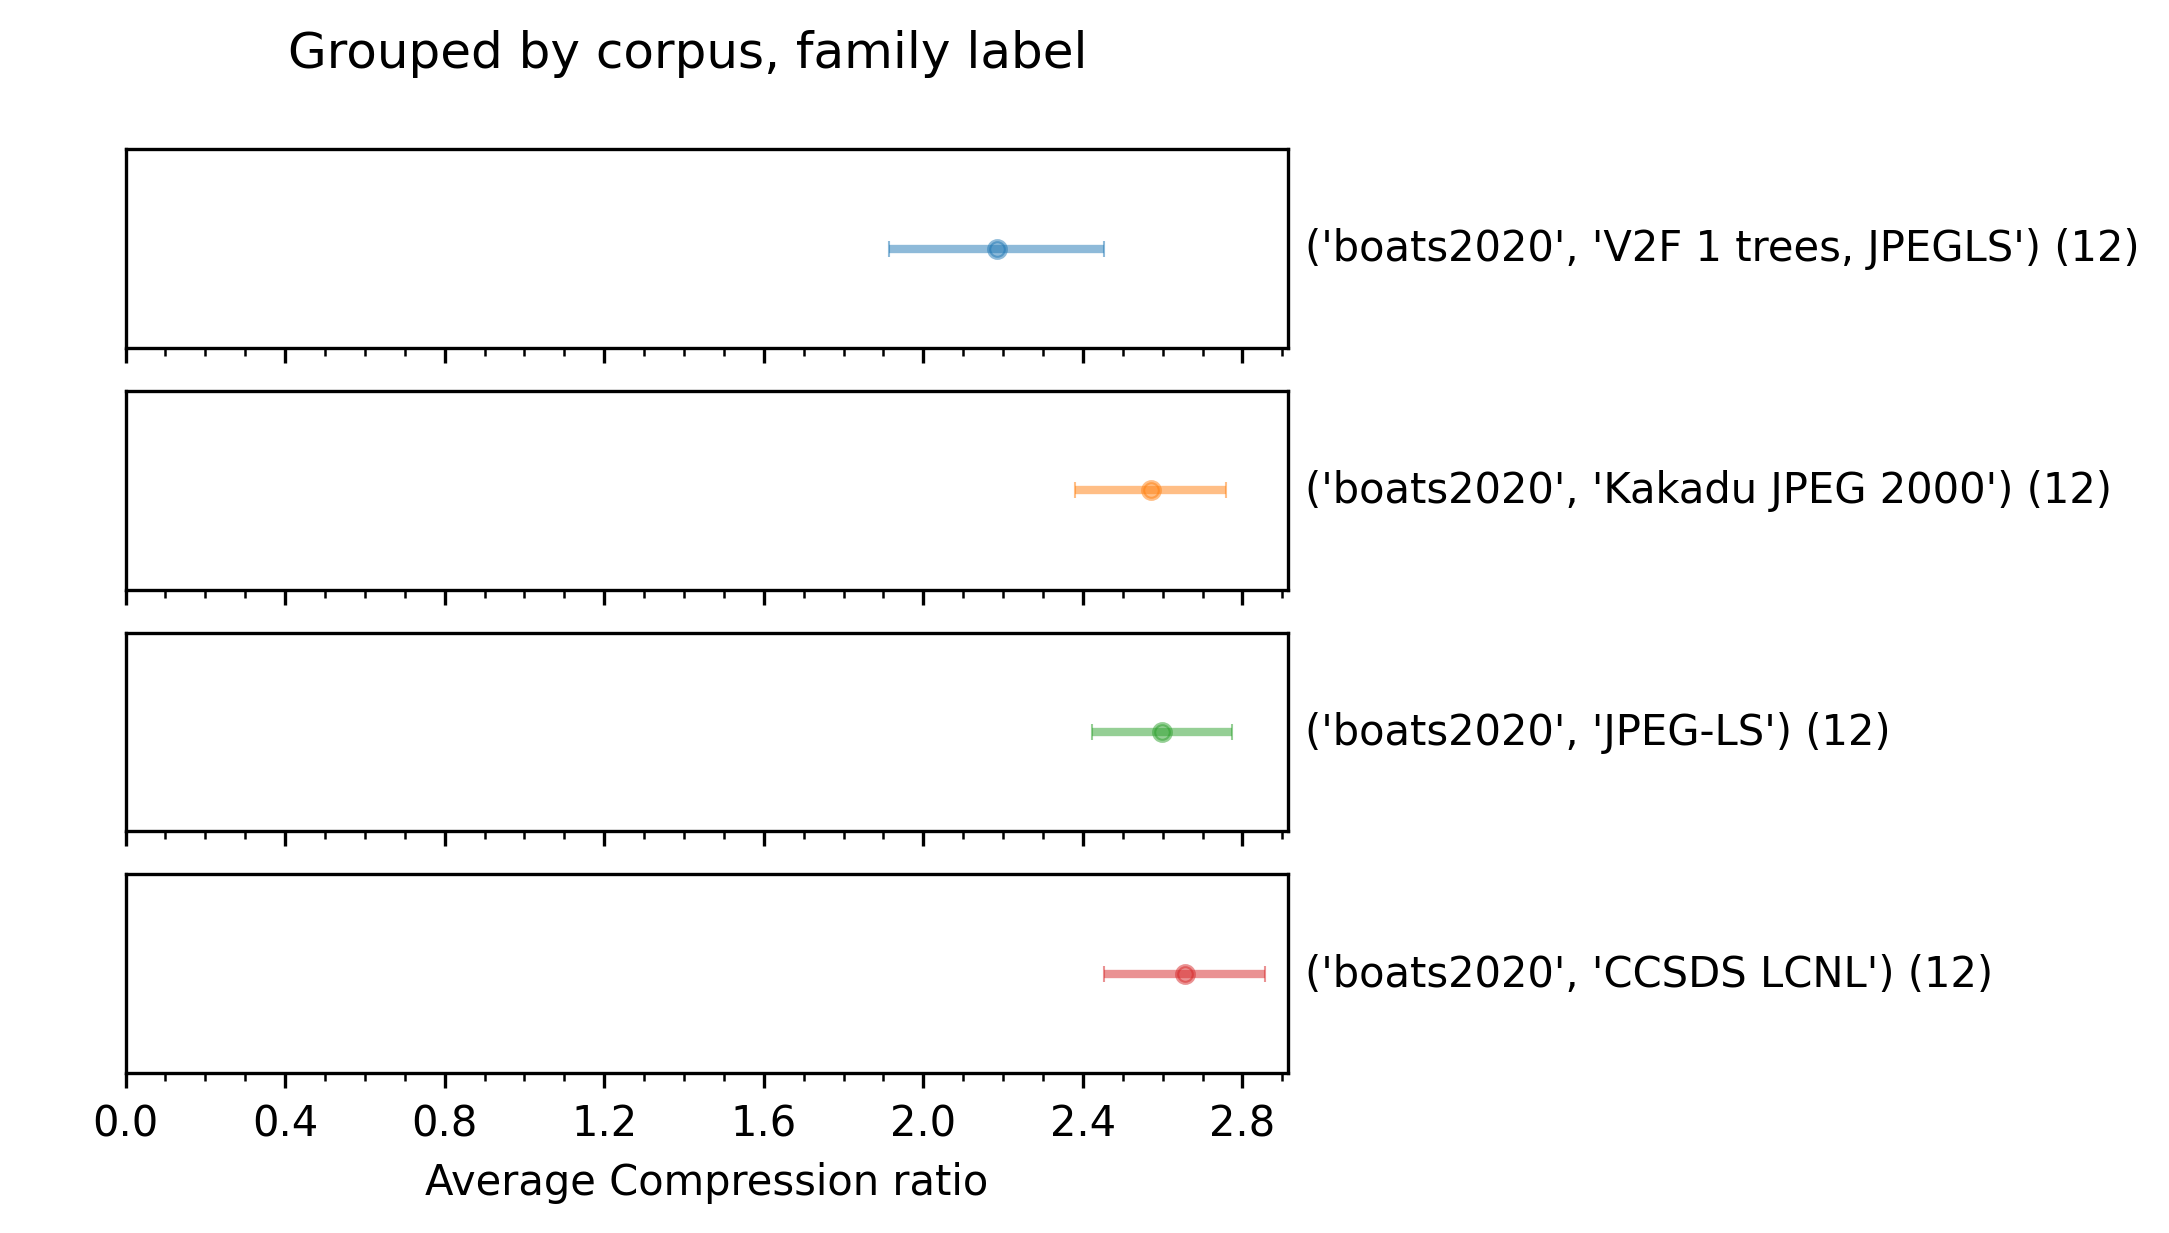 Grouped by corpus, family label
('boats2020', 'V2F 1 trees, JPEGLS') (12)
('boats2020', 'Kakadu JPEG 2000') (12)
('boats2020', 'JPEG-LS') (12)
('boats2020', 'CCSDS LCNL') (12)
0.0 0.4 0.8 1.2 1.6 2.0 2.4 2.8
Average Compression ratio